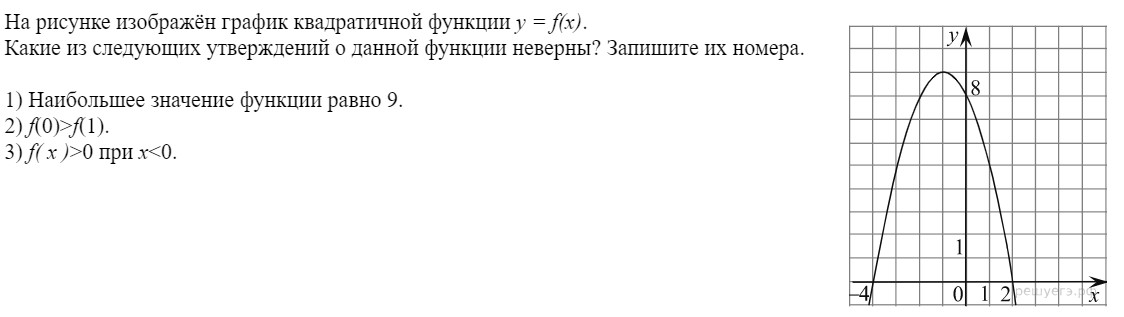 На рисунке изображён график квадратичной функции y = f(x).
Какие из следующих утверждений о данной функции неверны? Запишите их номера.
1) Наибольшее значение функции равно 9.
2) f(0)>f(1).
3) f( x )>0 при x<0.
y
8
1
–4 0 1 2 x
решуегэ.рф